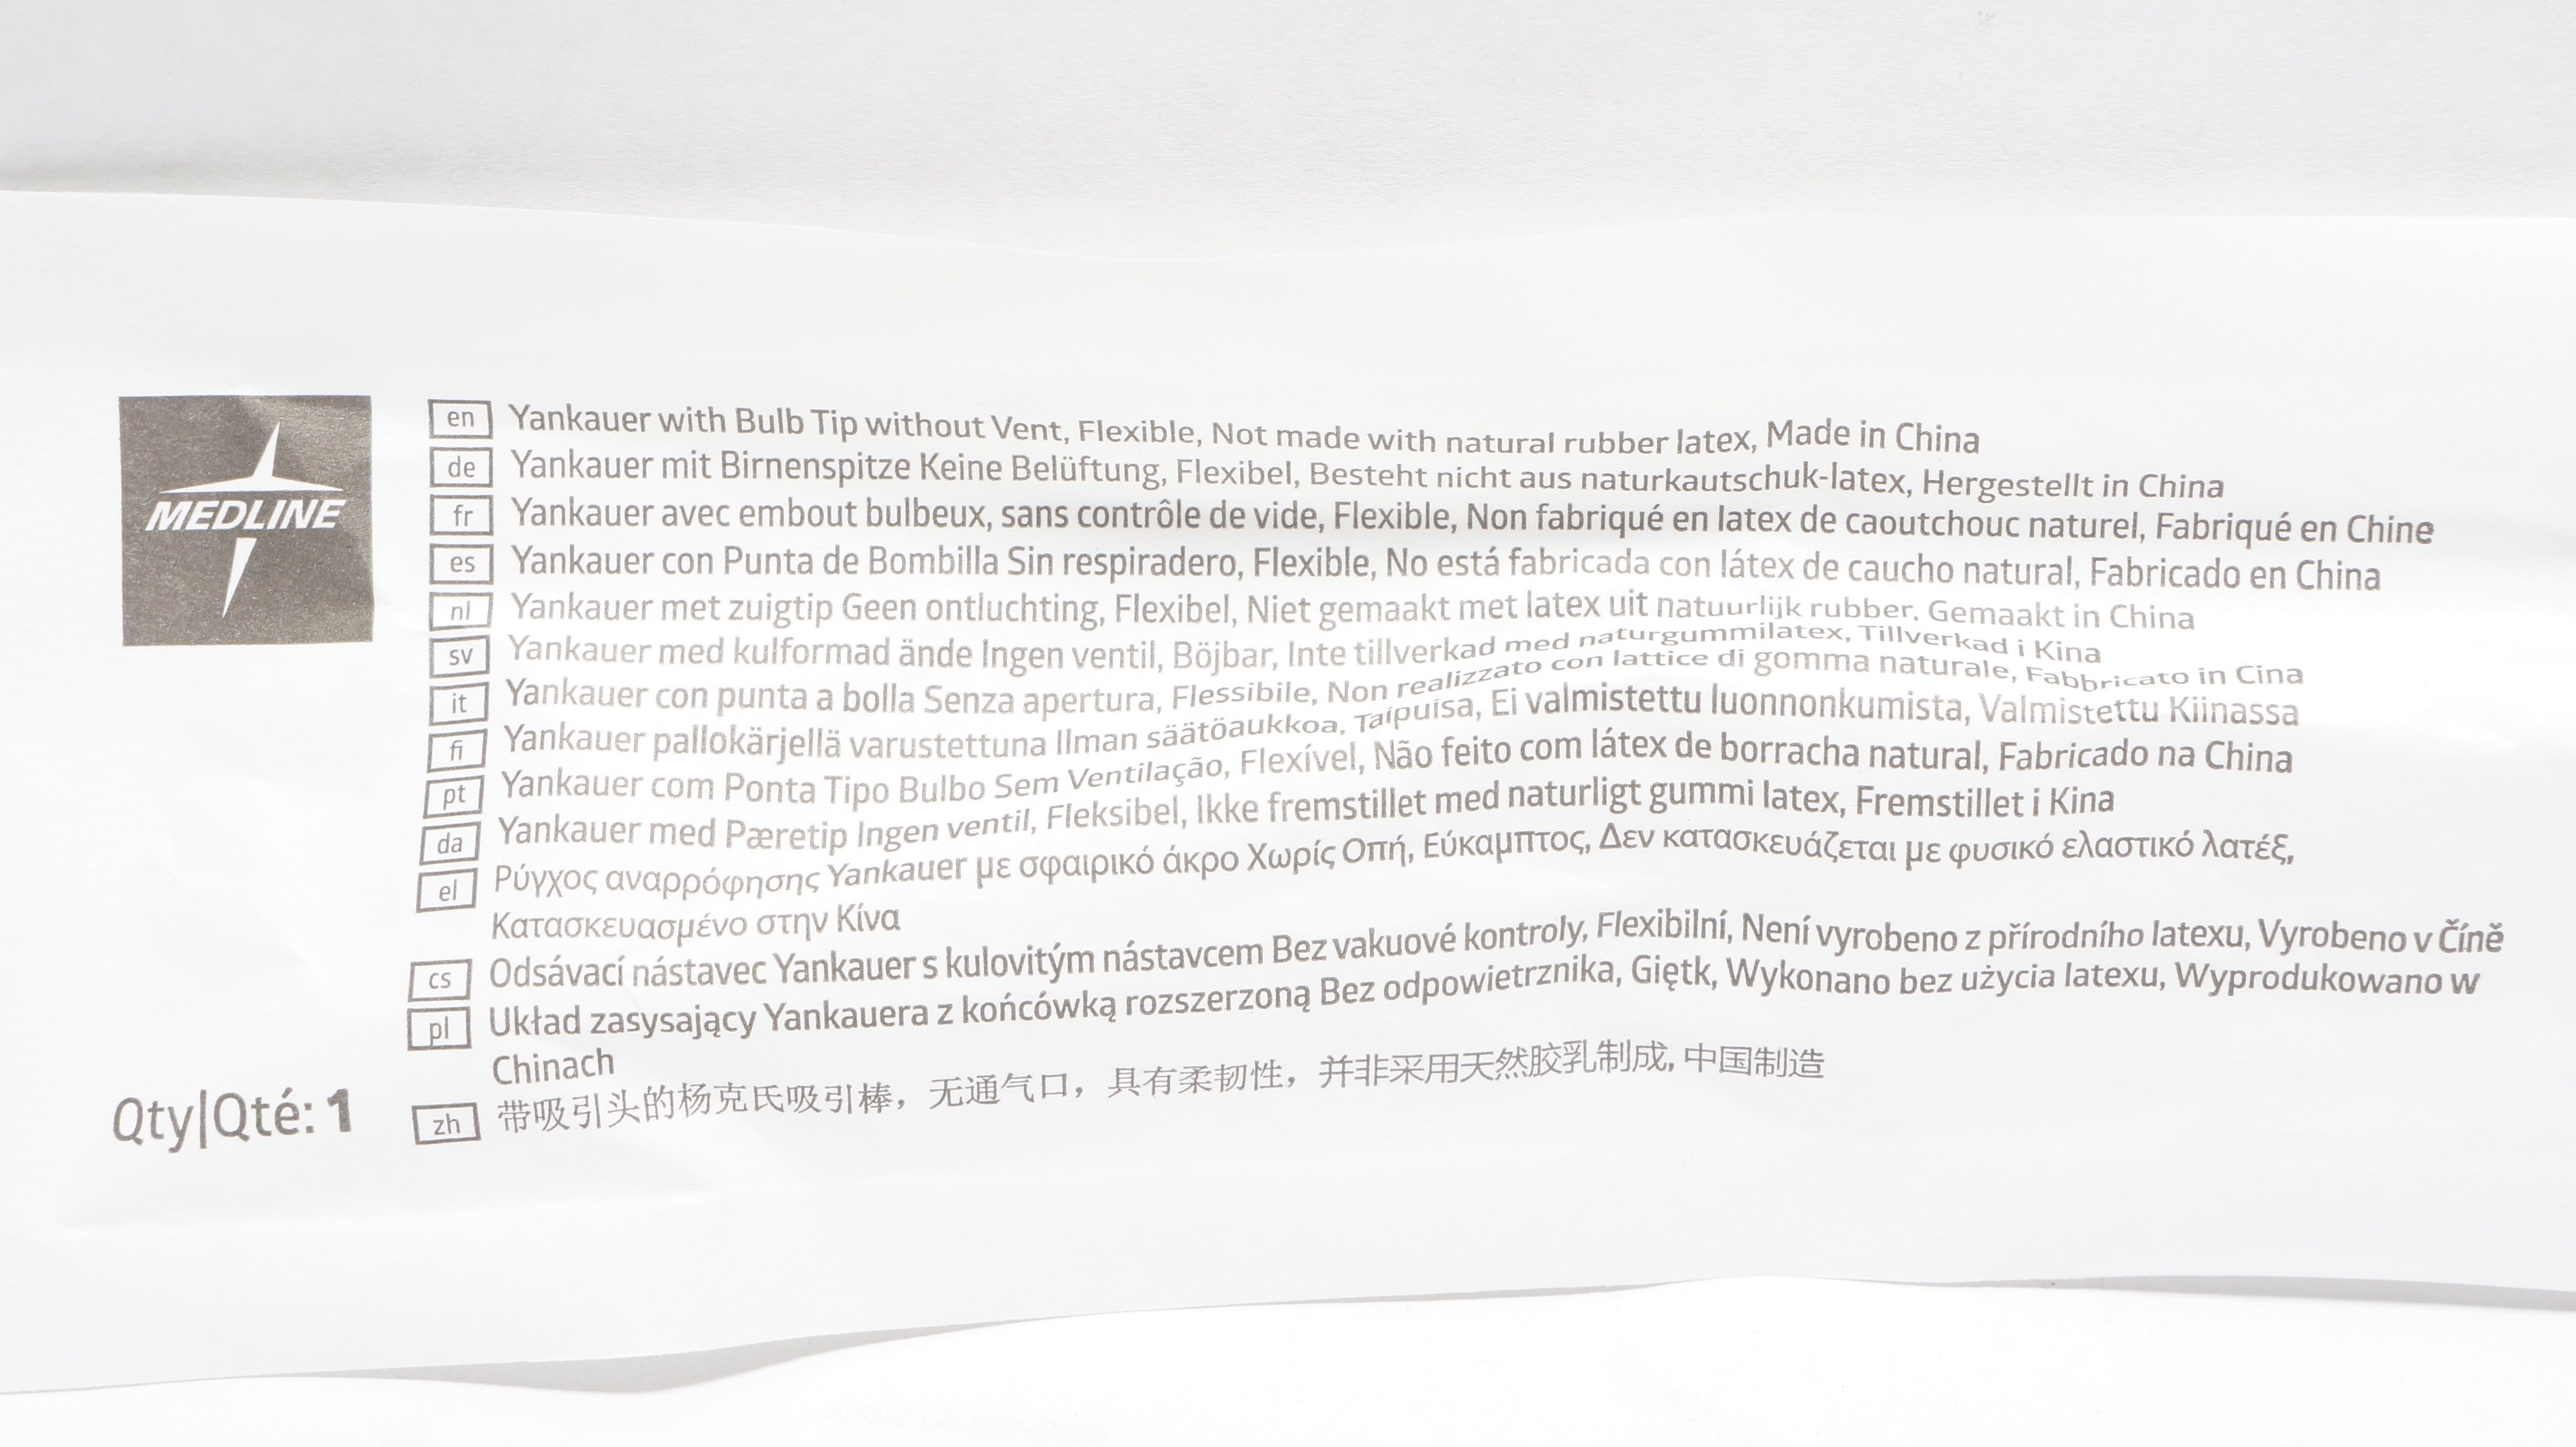 MEDLINE
en Yankauer with Bulb Tip without Vent, Flexible, Not made with natural rubber latex, Made in China
de Yankauer mit Birnenspitze Keine Belüftung, Flexibel, Besteht nicht aus naturkautschuk-latex, Hergestellt in China
fr Yankauer avec embout bulbeux, sans contrôle de vide, Flexible, Non fabriqué en latex de caoutchouc naturel, Fabriqué en Chine
es Yankauer con Punta de Bombilla Sin respiradero, Flexible, No está fabricada con látex de caucho natural, Fabricado en China
nl Yankauer met zuigtip Geen ontluchting, Flexibel, Niet gemaakt met latex uit natuurlijk rubber, Gemaakt in China
sv Yankauer med kulformad ände Ingen ventil, Böjbar, Inte tillverkad med naturgummilatex, Tillverkad i Kina
it Yankauer con punta a bolla Senza apertura, Flessibile, Non realizzato con lattice di gomma naturale, Fabbricato in Cina
fi Yankauer pallokärjellä varustettuna Ilman säätöaukkoa, Taipuisa, Ei valmistettu luonnonkumista, Valmistettu Kiinassa
pt Yankauer com Ponta Tipo Bulbo Sem Ventilação, Flexível, Não feito com látex de borracha natural, Fabricado na China
da Yankauer med Pæretip Ingen ventil, Fleksibel, Ikke fremstillet med naturligt gummi latex, Fremstillet i Kina
el Ρύγχος αναρρόφησης Yankauer με σφαιρικό άκρο Χωρίς Οπή, Εύκαμπτος, Δεν κατασκευάζεται με φυσικό ελαστικό λατέξ,
Κατασκευασμένο στην Κίνα
cs Odsávací nástavec Yankauer s kulovitým nástavcem Bez vakuové kontroly, Flexibilní, Není vyrobeno z přírodního latexu, Vyrobeno v Číně
pl Układ zasysający Yankauera z końcówką rozszerzoną Bez odpowietrznika, Giętk, Wykonano bez użycia latexu, Wyprodukowano w
Chinach
zh 带吸引头的杨克氏吸引棒，无通气口，具有柔韧性，并非采用天然胶乳制成, 中国制造
Qty|Qté: 1